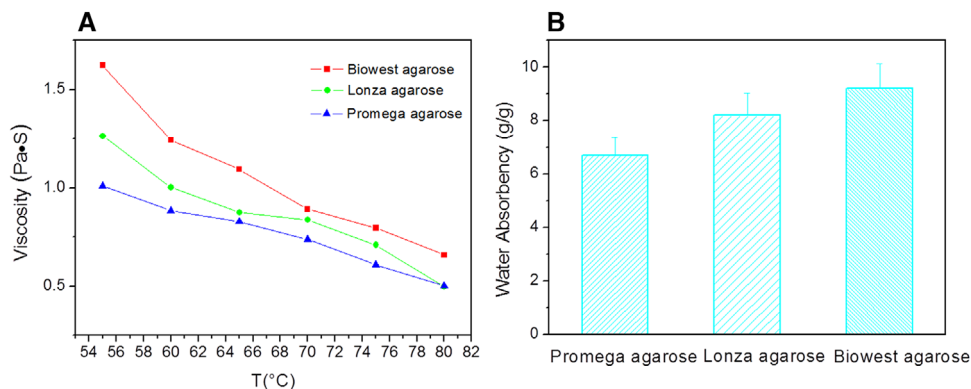 A
Viscosity (Pa•S)
1.5
1.0
0.5
Biowest agarose
Lonza agarose
Promega agarose
54 56 58 60 62 64 66 68 70 72 74 76 78 80 82
T(°C)
B
Water Absorbency (g/g)
10
8
6
4
2
0
Promega agarose Lonza agarose Biowest agarose